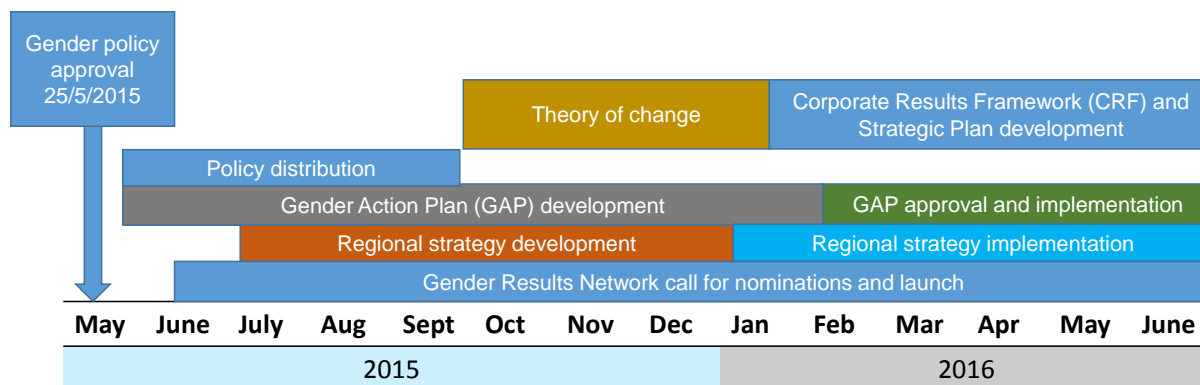 Gender policy
approval
25/5/2015
Theory of change
Corporate Results Framework (CRF) and
Strategic Plan development
Policy distribution
Gender Action Plan (GAP) development
GAP approval and implementation
Regional strategy development
Regional strategy implementation
Gender Results Network call for nominations and launch
May June July Aug Sept Oct Nov Dec Jan Feb Mar Apr May June
2015 2016